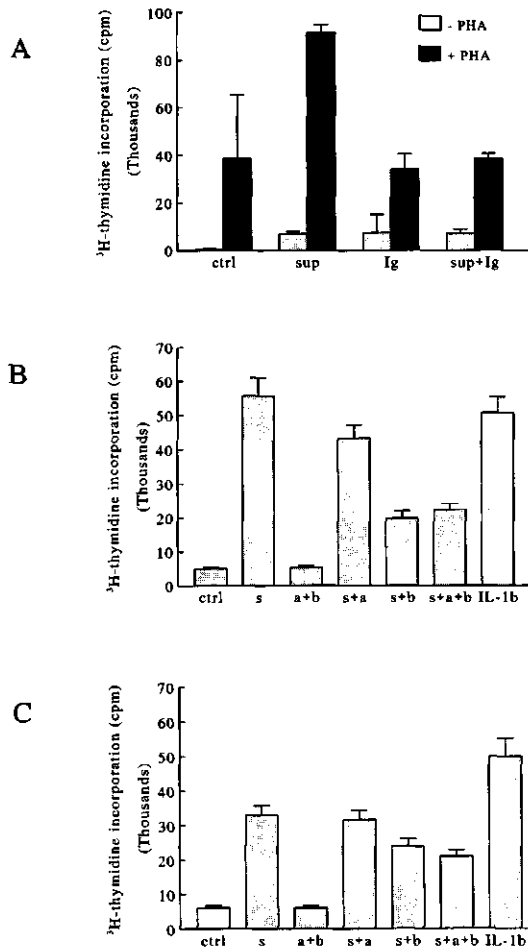 A
³H-thymidine incorporation (cpm)
(Thousands)
100
80
60
40
20
0
- PHA
+ PHA
ctrl sup Ig sup+Ig
B
³H-thymidine incorporation (cpm)
(Thousands)
70
60
50
40
30
20
10
0
ctrl s a+b s+a s+b s+a+b IL-1b
C
³H-thymidine incorporation (cpm)
(Thousands)
70
60
50
40
30
20
10
0
ctrl s a+b s+a s+b s+a+b IL-1b